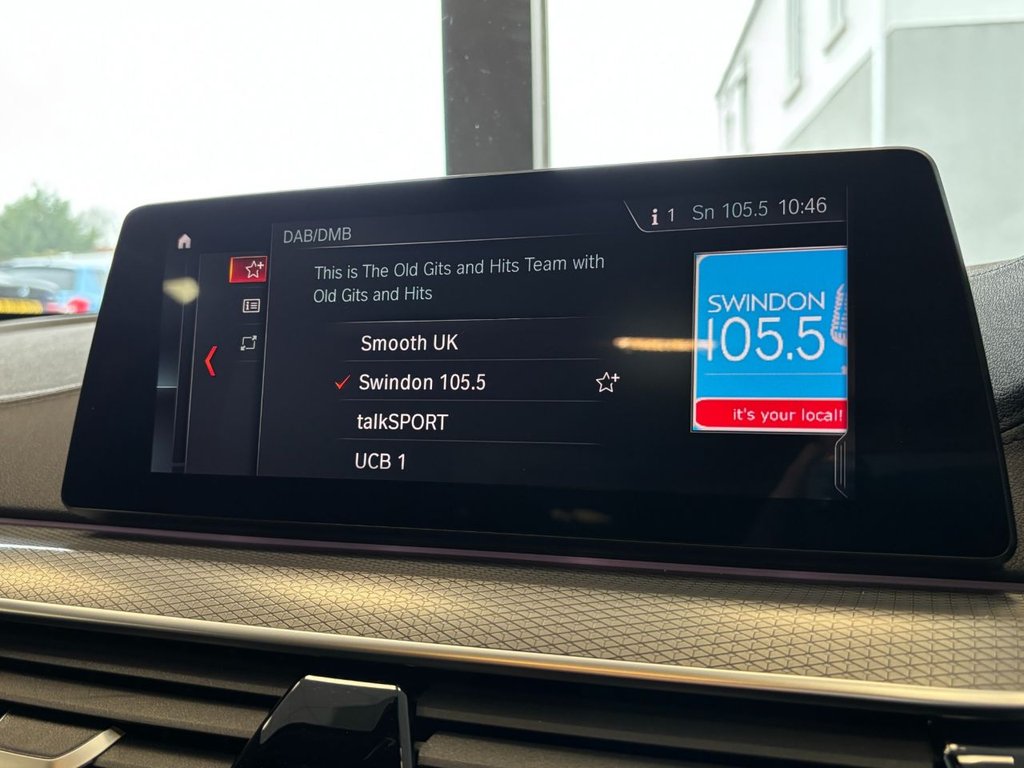 i 1 Sn 105.5 10:46
DAB/DMB
This is The Old Gits and Hits Team with
Old Gits and Hits
Smooth UK
Swindon 105.5
talkSPORT
UCB 1
SWINDON
105.5
it's your local!